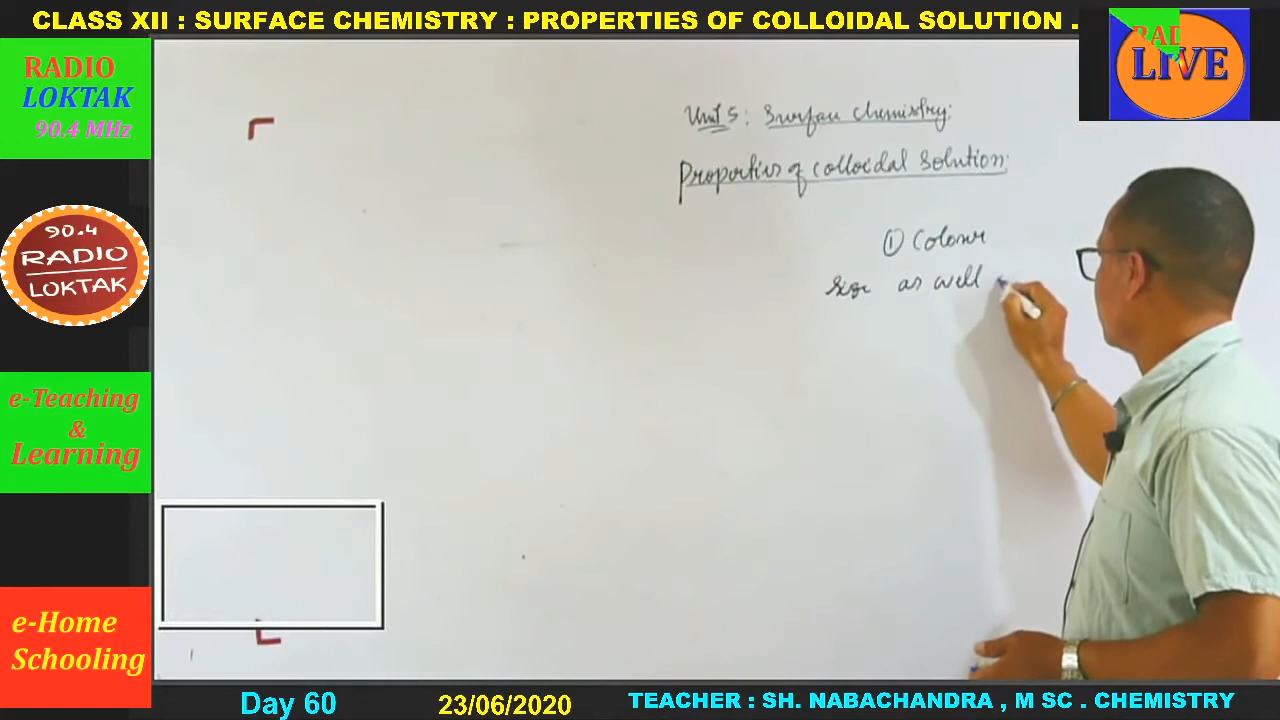 CLASS XII : SURFACE CHEMISTRY : PROPERTIES OF COLLOIDAL SOLUTION .
RAD
LIVE
RADIO
LOKTAK
90.4 MHz
90.4
RADIO
LOKTAK
e-Teaching
&
Learning
e-Home
Schooling
Unit 5 : Surface Chemistry:
Properties of Colloidal Solution:
① Colour
size as well
Day 60
23/06/2020
TEACHER : SH. NABACHANDRA , M SC . CHEMISTRY